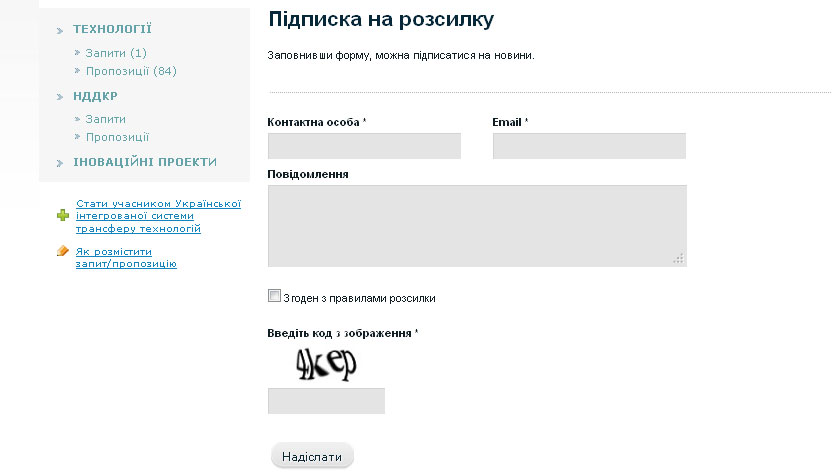 ТЕХНОЛОГІЇ
Запити (1)
Пропозиції (84)
НДДКР
Запити
Пропозиції
ІНОВАЦІЙНІ ПРОЕКТИ
Стати учасником Української
інтегрованої системи
трансферу технологій
Як розмістити
запит/пропозицію
Підписка на розсилку
Заповнивши форму, можна підписатися на новини.
Контактна особа *
Email *
Повідомлення
Згоден з правилами розсилки
Введіть код з зображення *
4kep
Надіслати